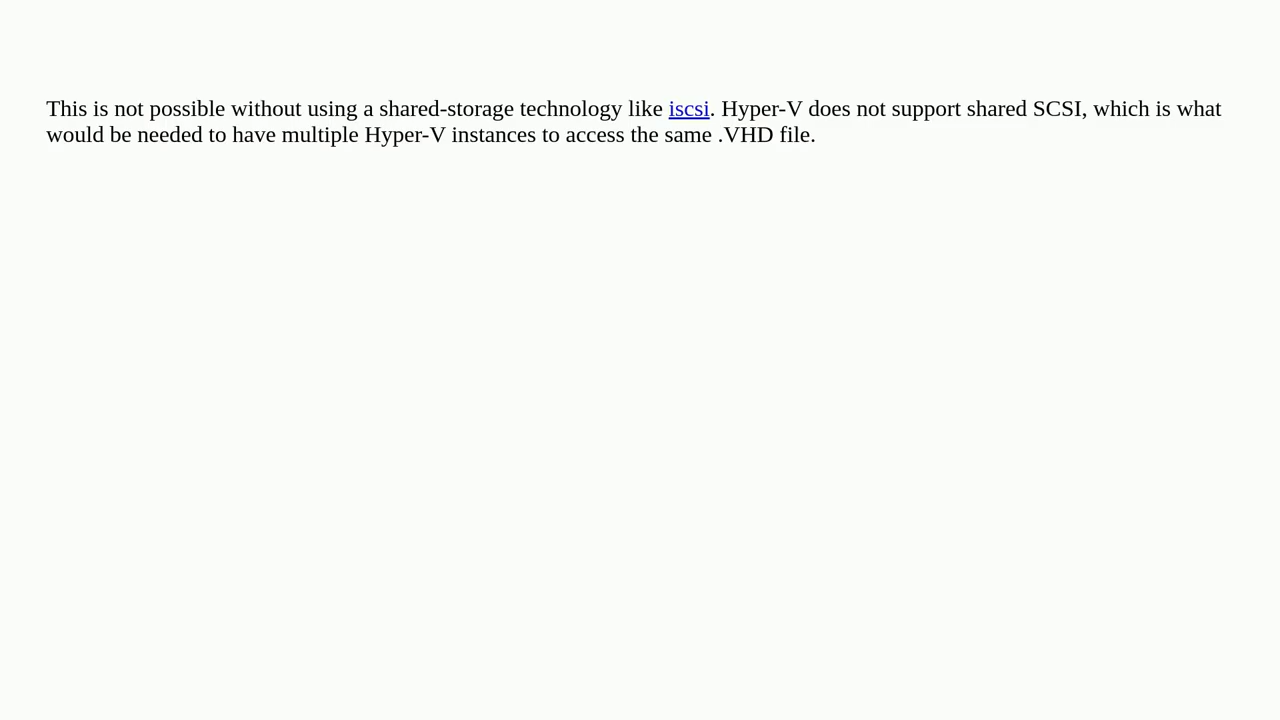 This is not possible without using a shared-storage technology like iscsi. Hyper-V does not support shared SCSI, which is what
would be needed to have multiple Hyper-V instances to access the same .VHD file.